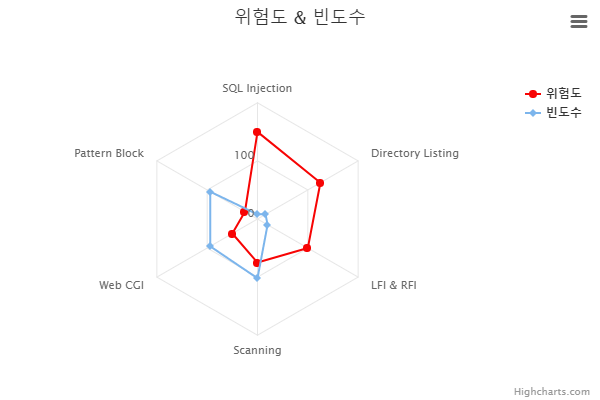 위험도 & 빈도수
SQL Injection
위험도
빈도수
Pattern Block
100
Directory Listing
0
Web CGI
LFI & RFI
Scanning
Highcharts.com